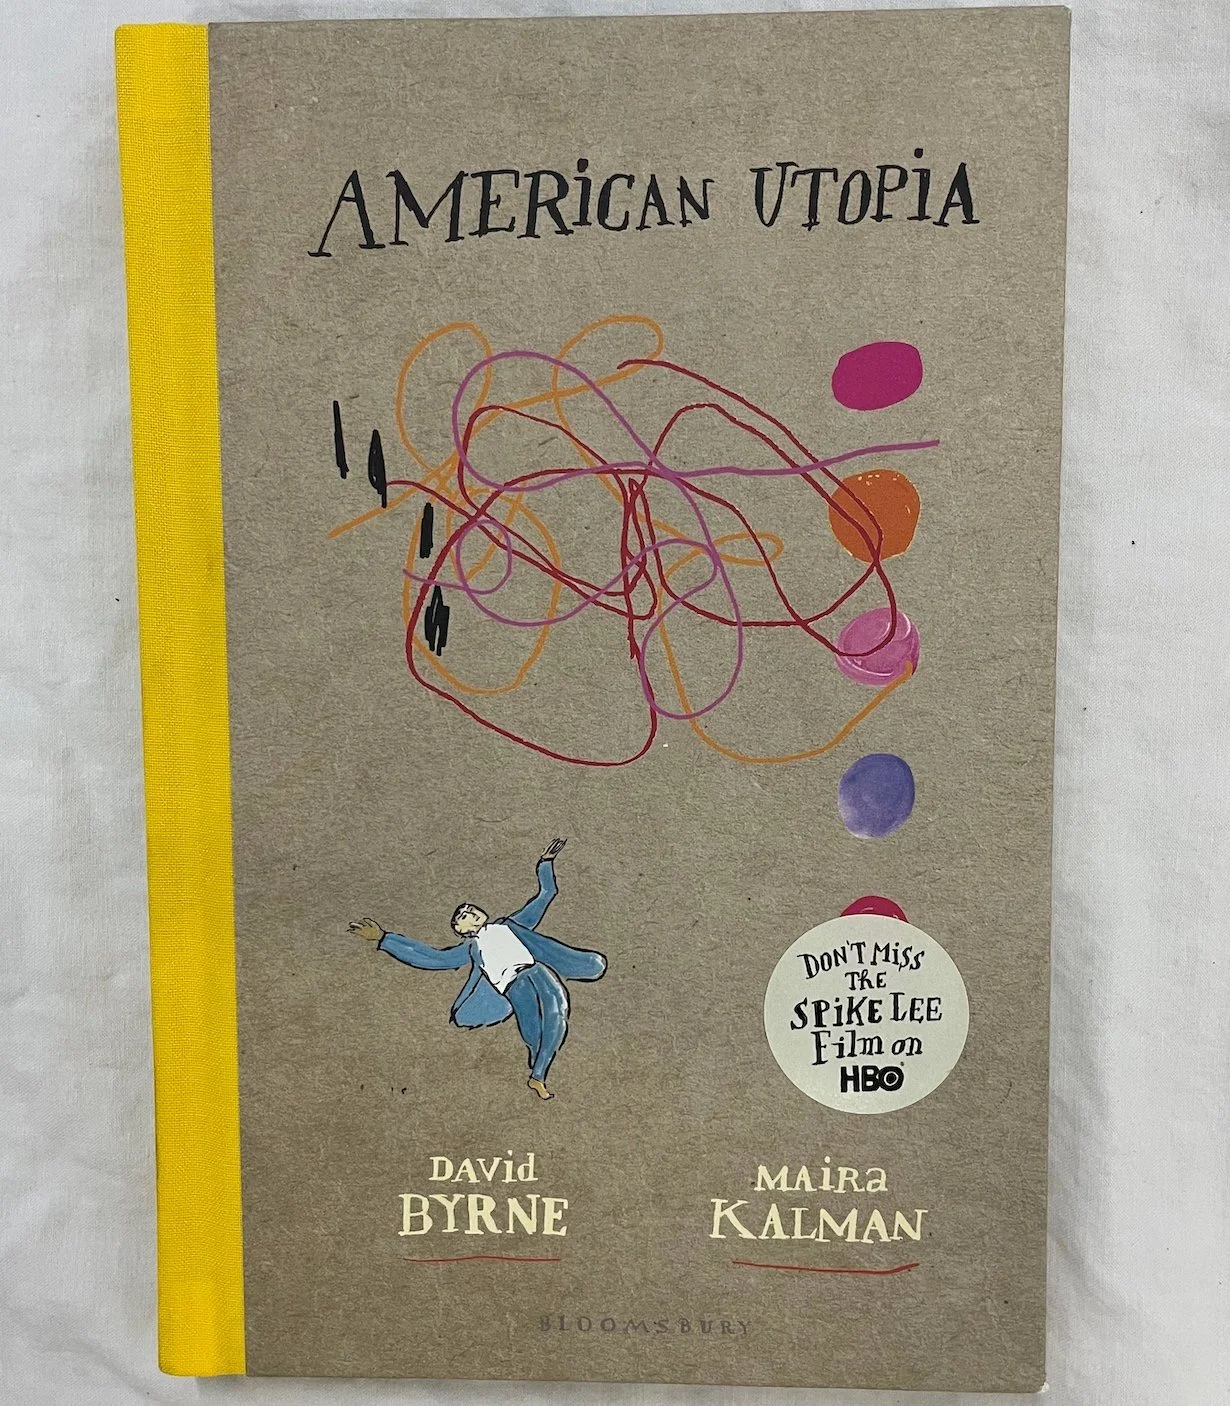 AMERiCAN UTOPiA
DON'T MiSS
The
SPiKE LEE
Film on
HBO
DAViD
BYRNE
MAiRa
KALMAN
BLOOMSBURY